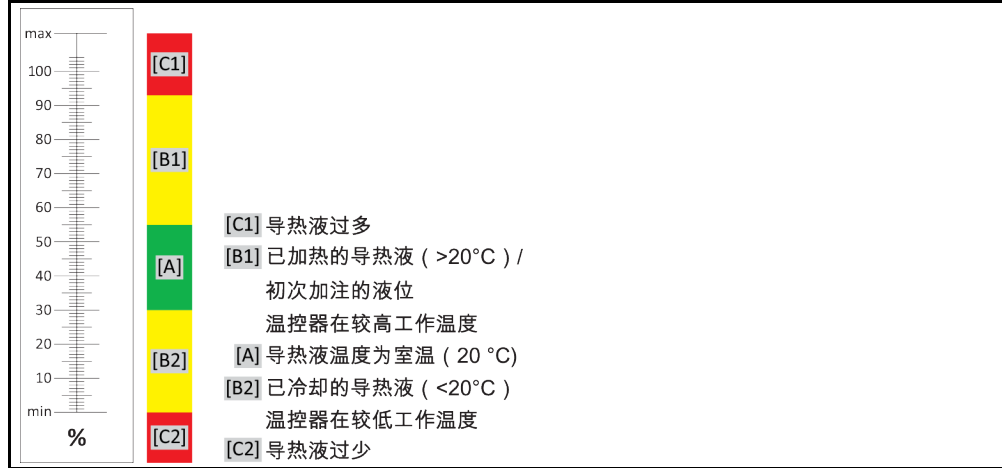 max
100
90
80
70
60
50
40
30
20
10
min
%
[C1]
[B1]
[A]
[B2]
[C2]
[C1] 导热液过多
[B1] 已加热的导热液（>20°C）/
初次加注的液位
温控器在较高工作温度
[A] 导热液温度为室温（20 °C)
[B2] 已冷却的导热液（<20°C）
温控器在较低工作温度
[C2] 导热液过少